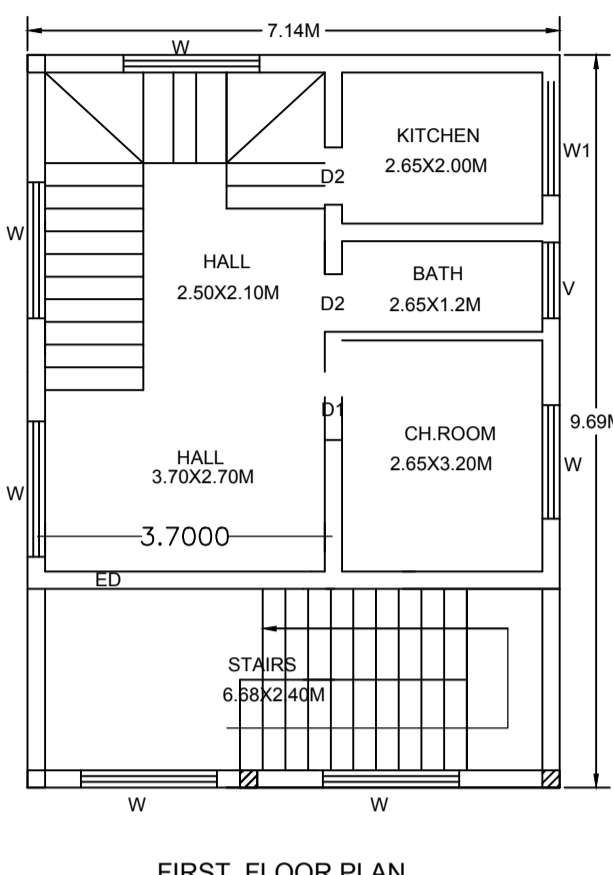 7.14M
W
KITCHEN
2.65X2.00M
W1
D2
W
HALL
2.50X2.10M
BATH
2.65X1.2M
V
D2
D1
9.69M
CH.ROOM
2.65X3.20M
W
HALL
3.70X2.70M
W
3.7000
ED
STAIRS
6.68X2.40M
W
W
FIRST FLOOR PLAN